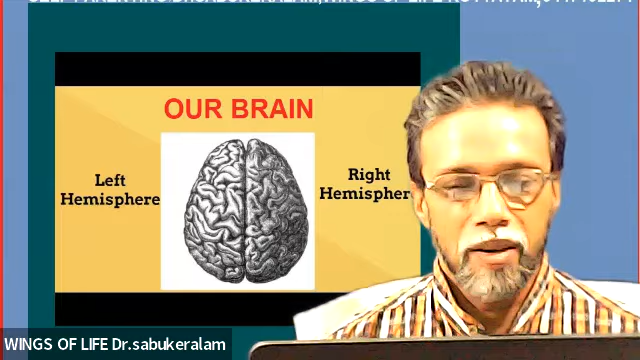 OUR BRAIN
Left
Hemisphere
Right
Hemispher
WINGS OF LIFE Dr.sabukeralam